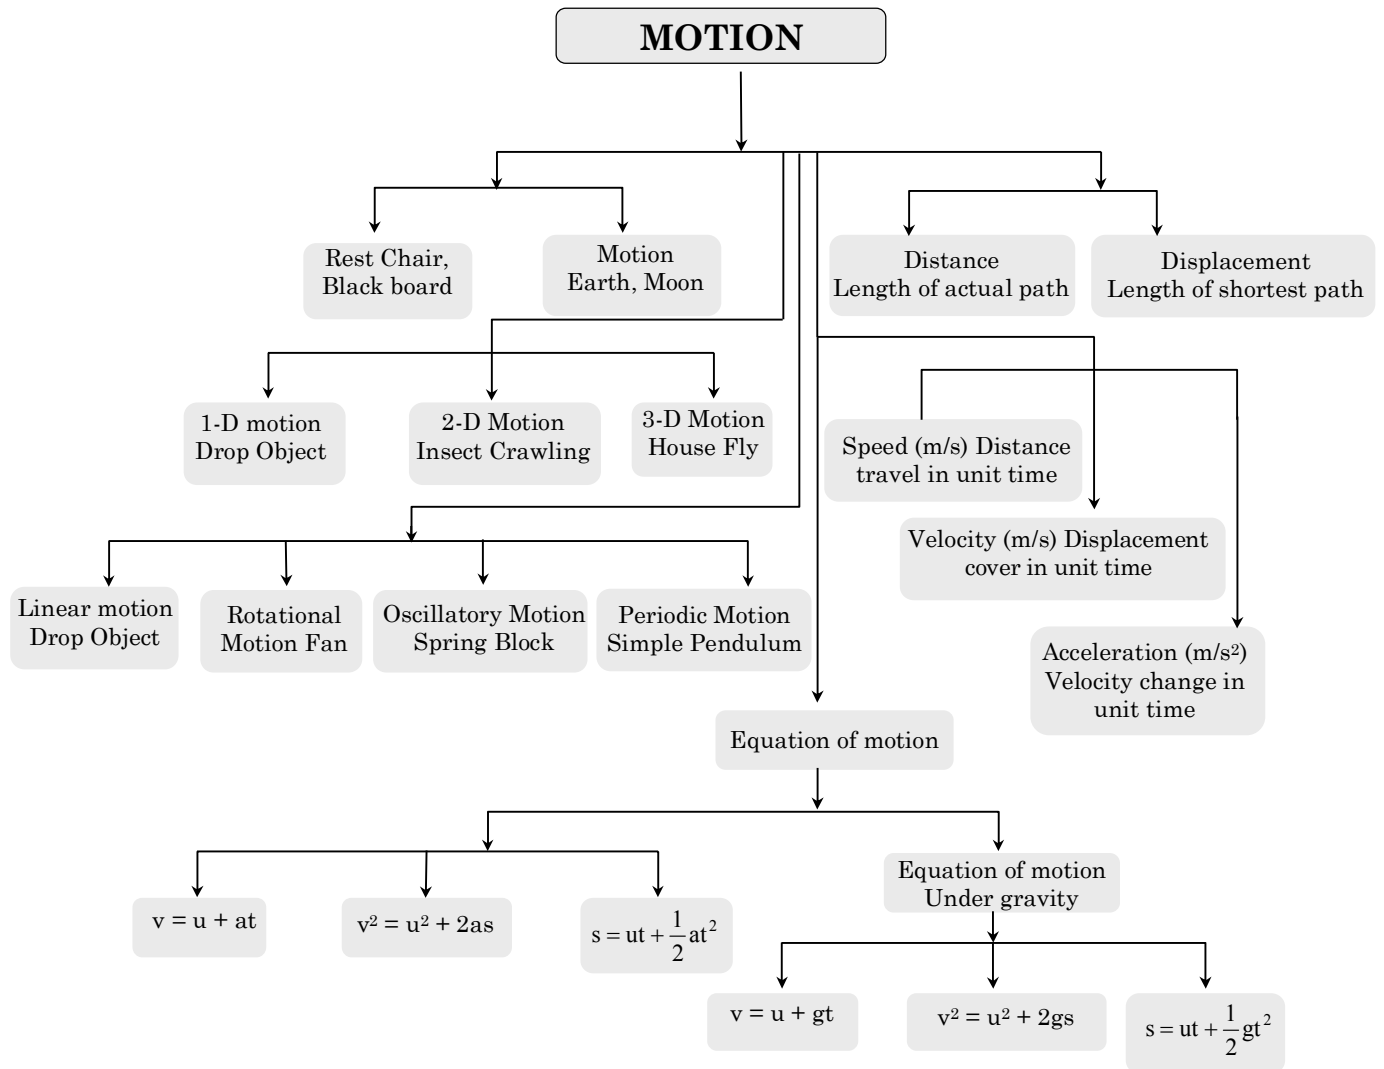 MOTION
Rest Chair,
Black board
Motion
Earth, Moon
Distance
Length of actual path
Displacement
Length of shortest path
1-D motion
Drop Object
2-D Motion
Insect Crawling
3-D Motion
House Fly
Speed (m/s) Distance
travel in unit time
Velocity (m/s) Displacement
cover in unit time
Linear motion
Drop Object
Rotational
Motion Fan
Oscillatory Motion
Spring Block
Periodic Motion
Simple Pendulum
Acceleration (m/s²)
Velocity change in
unit time
Equation of motion
Equation of motion
Under gravity
v = u + at
v² = u² + 2as
s = ut + 1/2 at²
v = u + gt
v² = u² + 2gs
s = ut + 1/2 gt²